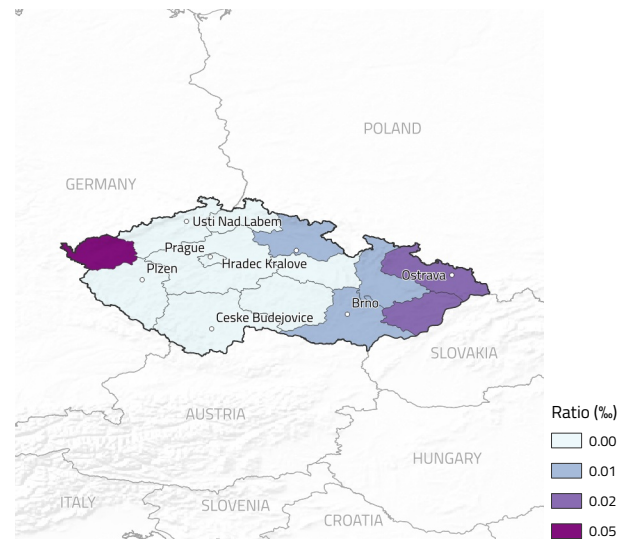 POLAND
GERMANY
Usti Nad Labem
Prague
Hradec Kralove
Plzen
Ostrava
Brno
Ceske Budejovice
SLOVAKIA
AUSTRIA
HUNGARY
ITALY
SLOVENIA
CROATIA
Ratio (‰)
0.00
0.01
0.02
0.05